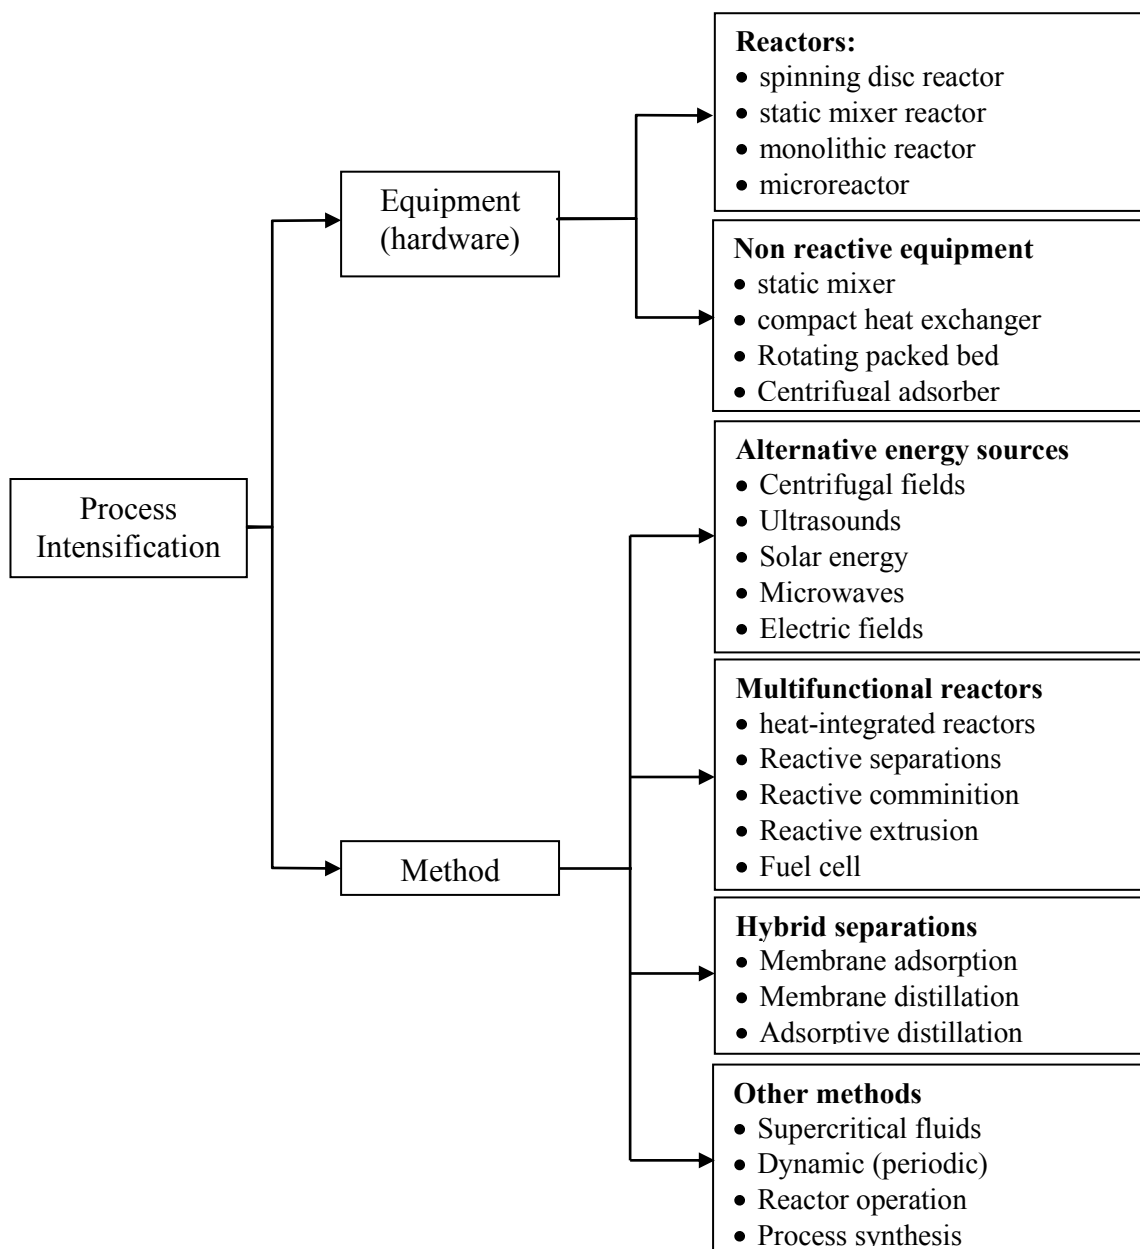 Process
Intensification
Equipment
(hardware)
Method
Reactors:
• spinning disc reactor
• static mixer reactor
• monolithic reactor
• microreactor
Non reactive equipment
• static mixer
• compact heat exchanger
• Rotating packed bed
• Centrifugal adsorber
Alternative energy sources
• Centrifugal fields
• Ultrasounds
• Solar energy
• Microwaves
• Electric fields
Multifunctional reactors
• heat-integrated reactors
• Reactive separations
• Reactive comminition
• Reactive extrusion
• Fuel cell
Hybrid separations
• Membrane adsorption
• Membrane distillation
• Adsorptive distillation
Other methods
• Supercritical fluids
• Dynamic (periodic)
• Reactor operation
• Process synthesis